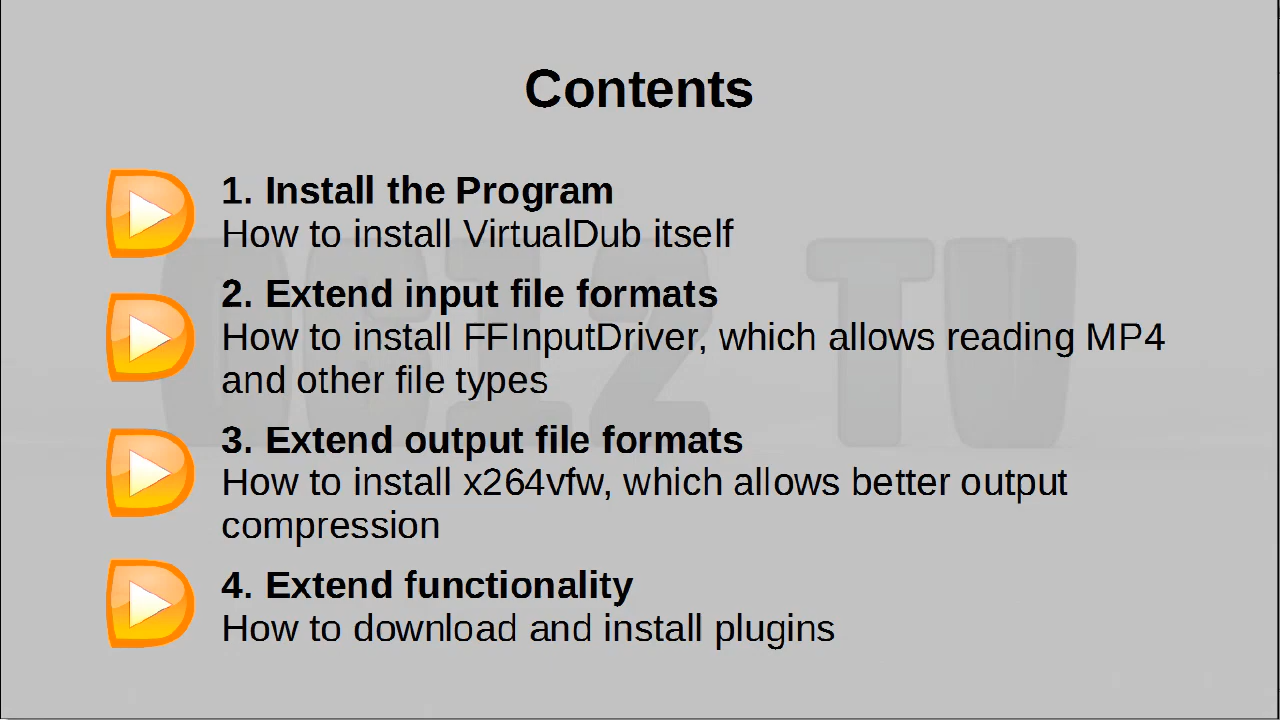 Contents
1. Install the Program
How to install VirtualDub itself
2. Extend input file formats
How to install FFInputDriver, which allows reading MP4
and other file types
3. Extend output file formats
How to install x264vfw, which allows better output
compression
4. Extend functionality
How to download and install plugins